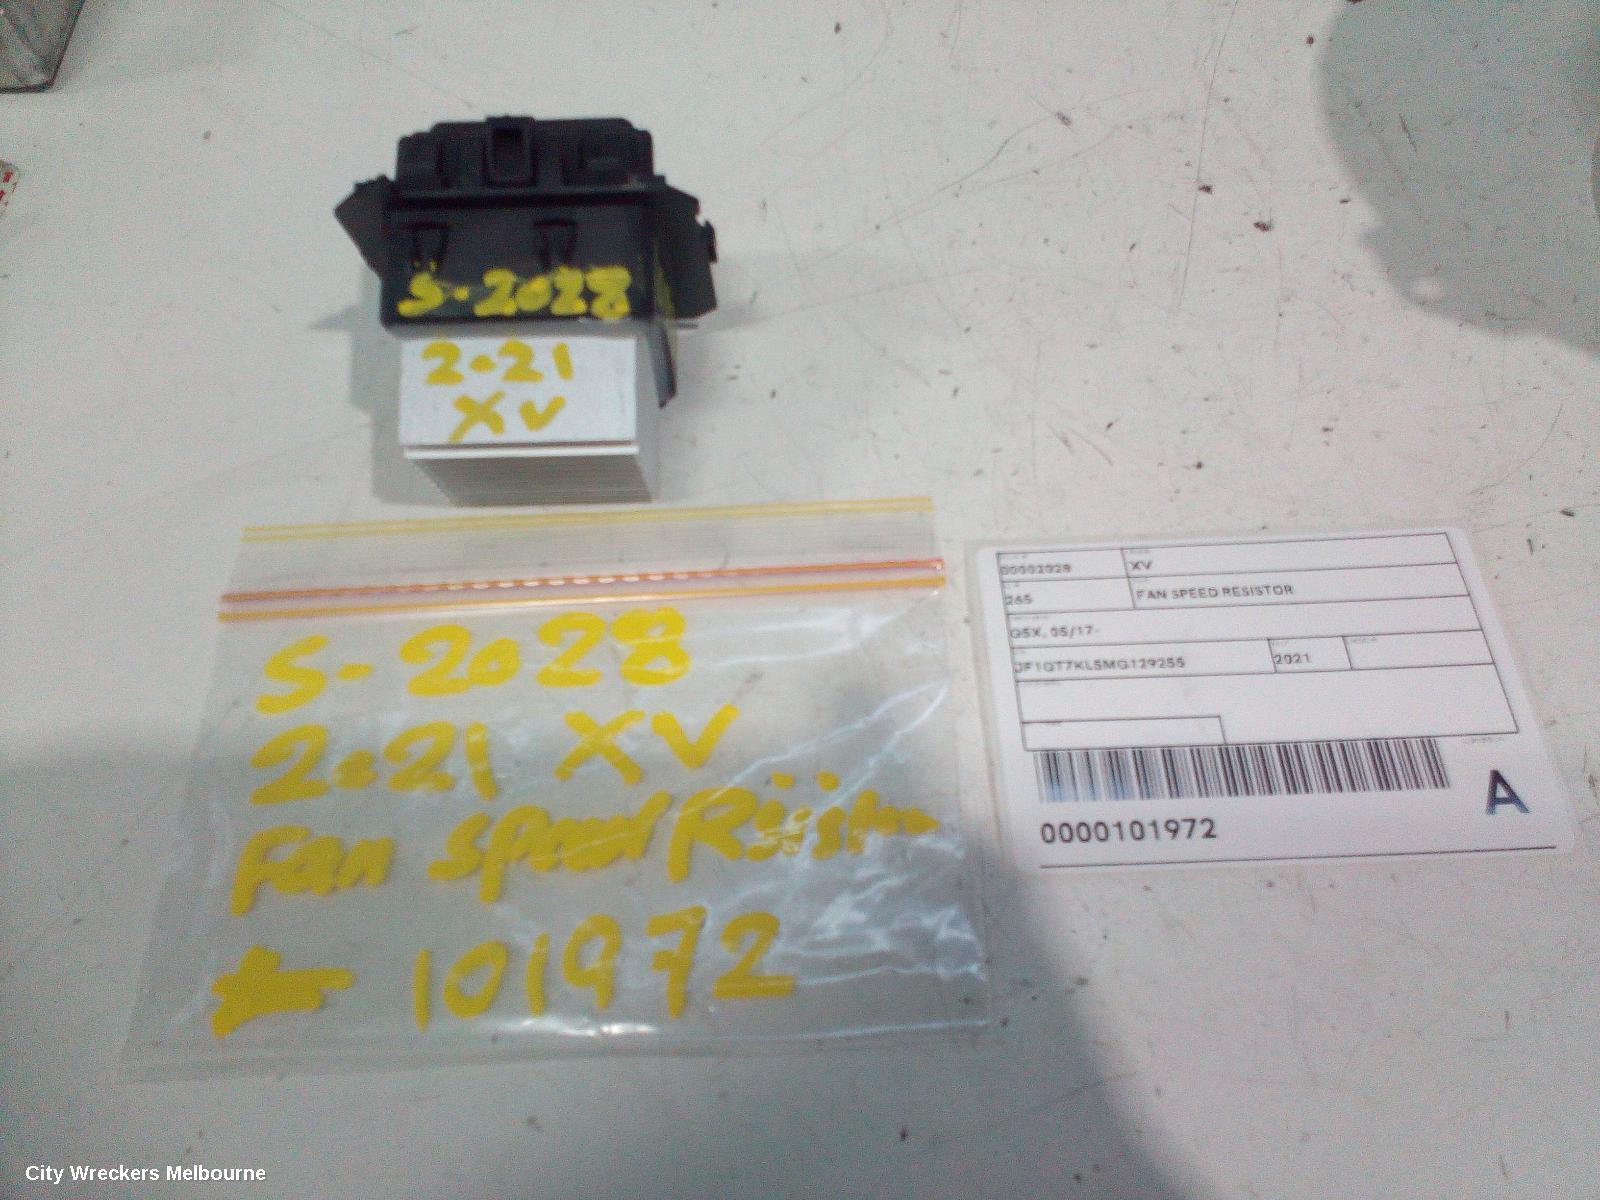 S-2028
2021
XV
S-2028
2021 XV
Fan Speed
101972
00002028
XV
265
FAN SPEED RESISTOR
G5X, 05/17-
JF1GT7KL5MG129255
2021
A
0000101972
City Wreckers Melbourne